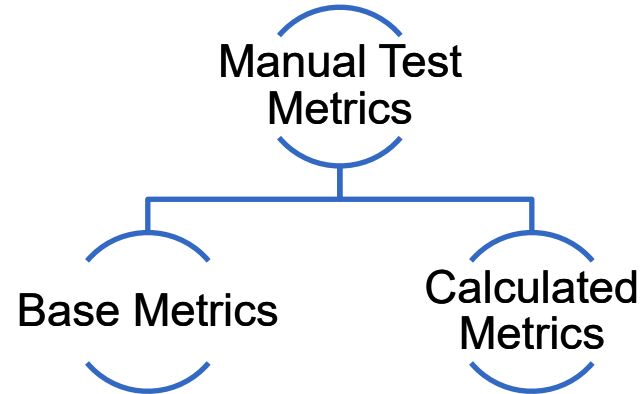 Manual Test
Metrics
Base Metrics
Calculated
Metrics